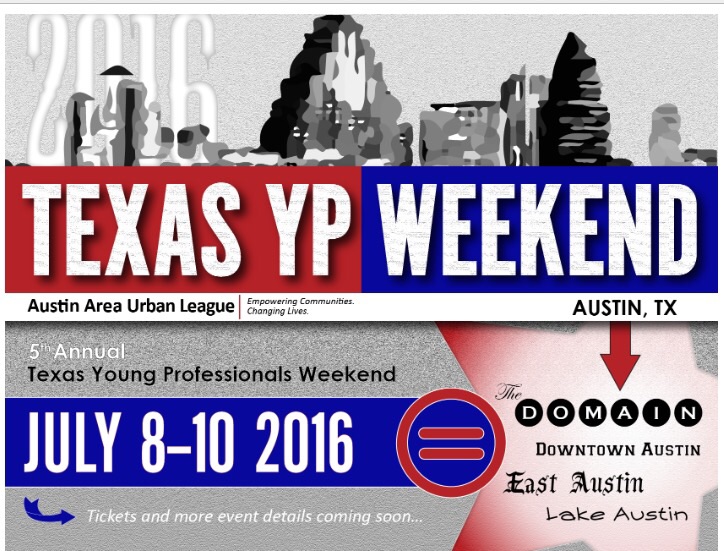 2016
TEXAS YP WEEKEND
Austin Area Urban League
Empowering Communities.
Changing Lives.
AUSTIN, TX
5th Annual
Texas Young Professionals Weekend
JULY 8–10 2016
Tickets and more event details coming soon...
The
DOMAIN
DOWNTOWN AUSTIN
East Austin
Lake Austin